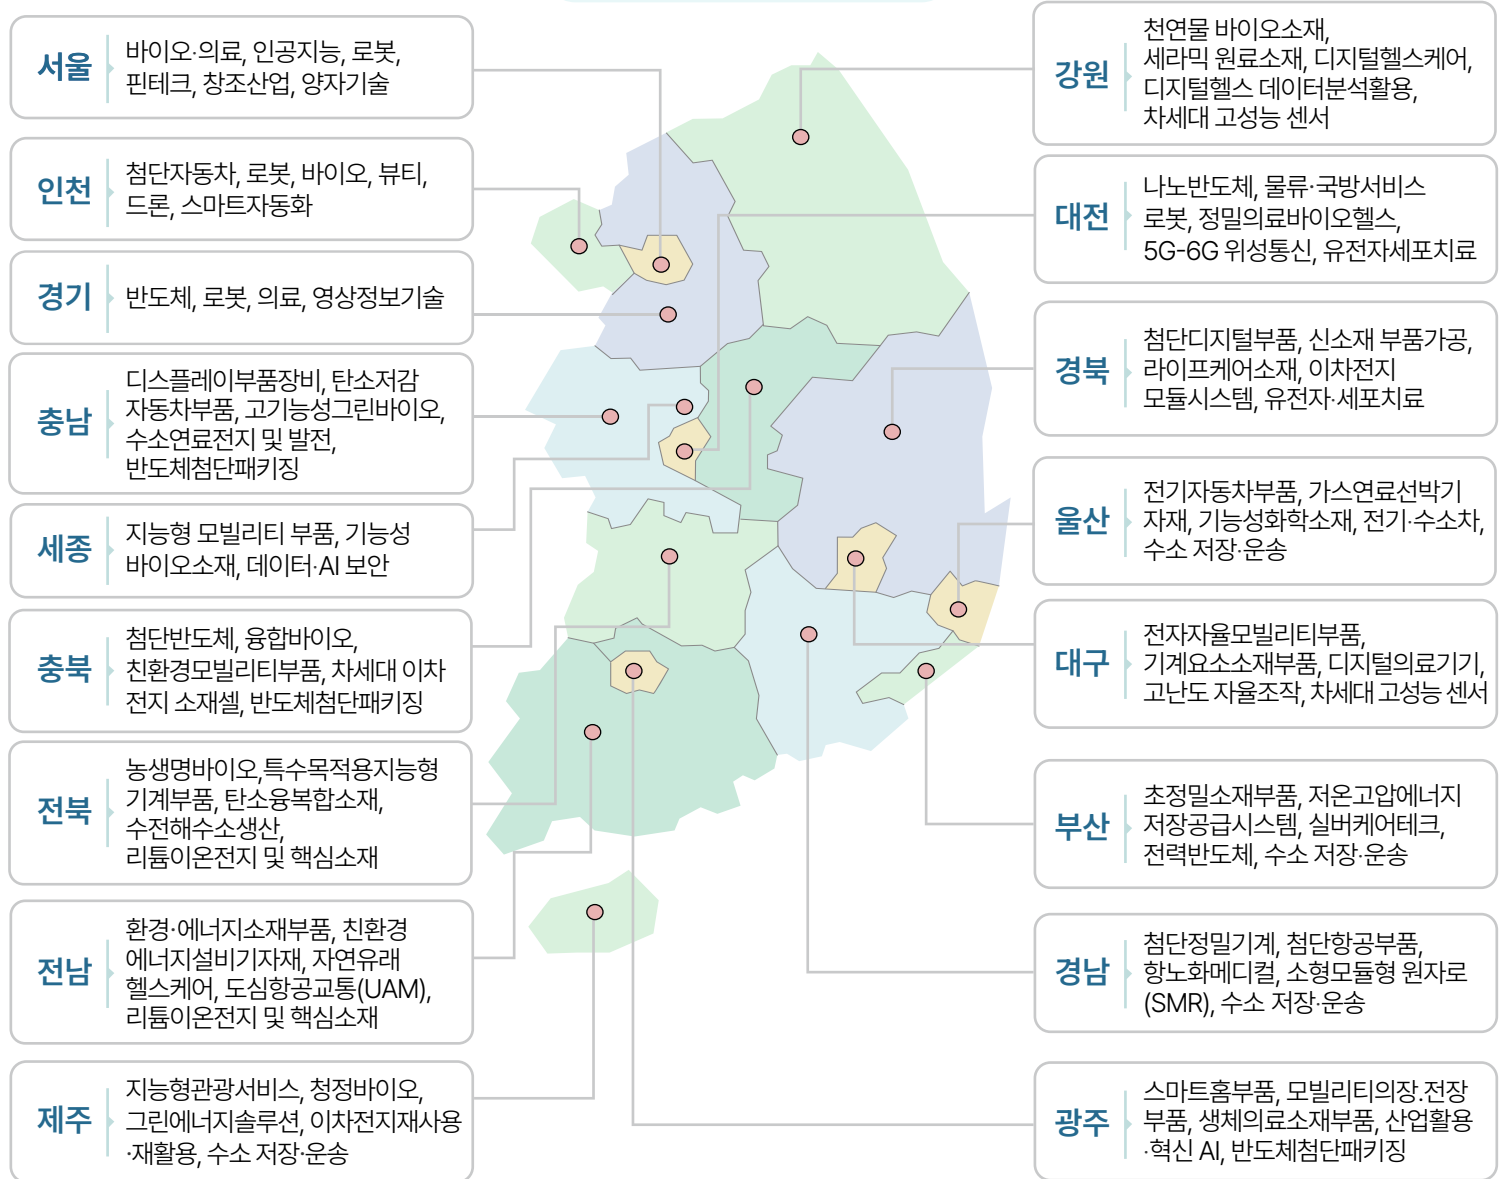 서울
바이오·의료, 인공지능, 로봇,
핀테크, 창조산업, 양자기술
인천
첨단자동차, 로봇, 바이오, 뷰티,
드론, 스마트자동화
경기
반도체, 로봇, 의료, 영상정보기술
충남
디스플레이부품장비, 탄소저감
자동차부품, 고기능성그린바이오,
수소연료전지 및 발전,
반도체첨단패키징
세종
지능형 모빌리티 부품, 기능성
바이오소재, 데이터·AI 보안
충북
첨단반도체, 융합바이오,
친환경모빌리티부품, 차세대 이차
전지 소재셀, 반도체첨단패키징
전북
농생명바이오,특수목적용지능형
기계부품, 탄소융복합소재,
수전해수소생산,
리튬이온전지 및 핵심소재
전남
환경·에너지소재부품, 친환경
에너지설비기자재, 자연유래
헬스케어, 도심항공교통(UAM),
리튬이온전지 및 핵심소재
제주
지능형관광서비스, 청정바이오,
그린에너지솔루션, 이차전지재사용
·재활용, 수소 저장·운송
강원
천연물 바이오소재,
세라믹 원료소재, 디지털헬스케어,
디지털헬스 데이터분석활용,
차세대 고성능 센서
대전
나노반도체, 물류·국방서비스
로봇, 정밀의료바이오헬스,
5G-6G 위성통신, 유전자세포치료
경북
첨단디지털부품, 신소재 부품가공,
라이프케어소재, 이차전지
모듈시스템, 유전자·세포치료
울산
전기자동차부품, 가스연료선박기
자재, 기능성화학소재, 전기·수소차,
수소 저장·운송
대구
전자자율모빌리티부품,
기계요소소재부품, 디지털의료기기,
고난도 자율조작, 차세대 고성능 센서
부산
초정밀소재부품, 저온고압에너지
저장공급시스템, 실버케어테크,
전력반도체, 수소 저장·운송
경남
첨단정밀기계, 첨단항공부품,
항노화메디컬, 소형모듈형 원자로
(SMR), 수소 저장·운송
광주
스마트홈부품, 모빌리티의장.전장
부품, 생체의료소재부품, 산업활용
·혁신 AI, 반도체첨단패키징